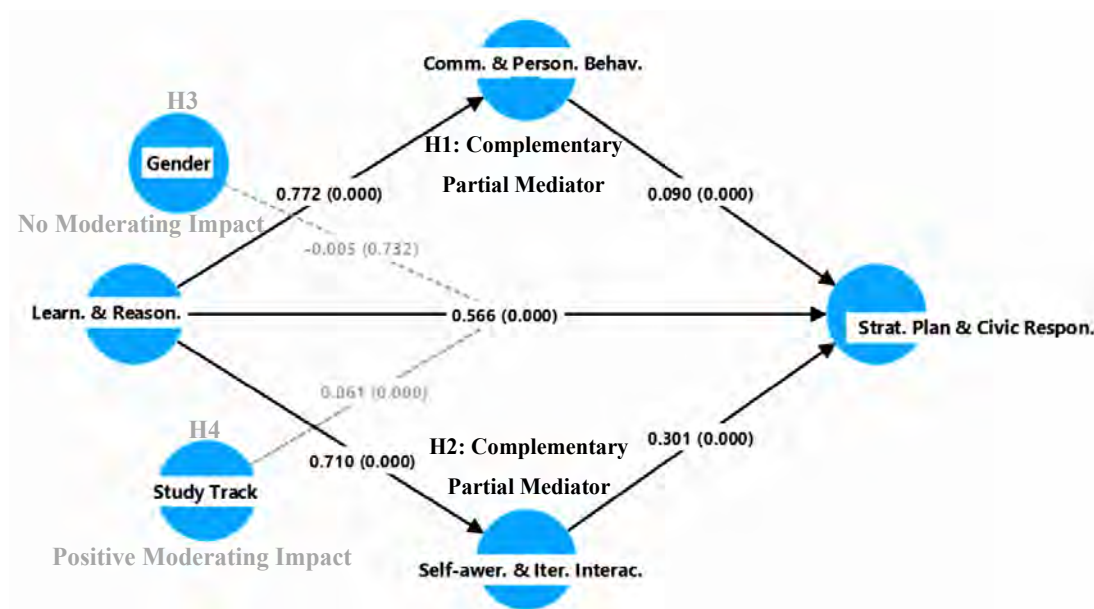 Comm. & Person. Behav.
H3
Gender
H1: Complementary
Partial Mediator
0.772 (0.000)
0.090 (0.000)
No Moderating Impact
-0.005 (0.732)
Learn. & Reason.
0.566 (0.000)
Strat. Plan & Civic Respon.
0.061 (0.000)
H4
H2: Complementary
0.301 (0.000)
0.710 (0.000)
Study Track
Partial Mediator
Positive Moderating Impact
Self-awer. & Iter. Interac.